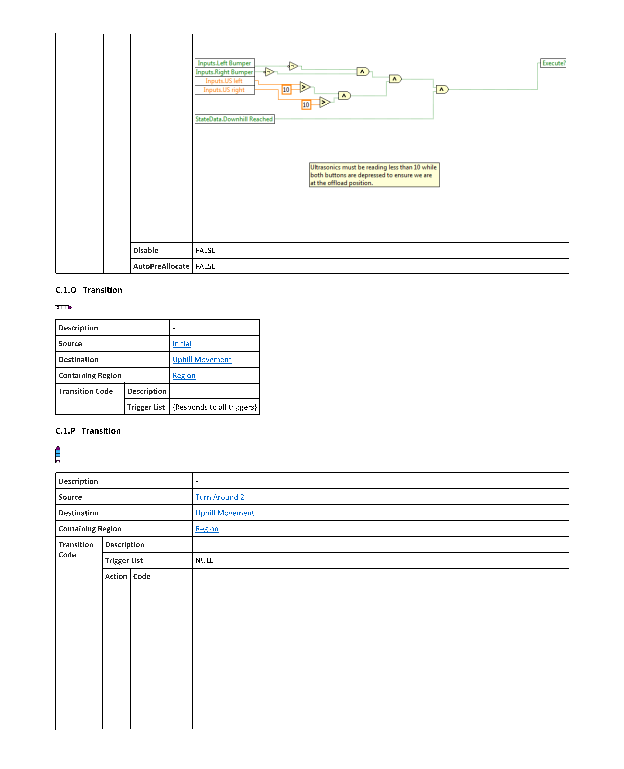 Inputs.Left Bumper
Inputs.Right Bumper
Inputs.US left
Inputs.US right
10
10
StateData.Downhill Reached
Execute?
Ultrasonics must be reading less than 10 while
both buttons are depressed to ensure we are
at the offload position.
Disable FALSE
AutoPreAllocate FALSE
C.1.O Transition
Description -
Source Initial
Destination Uphill Movement
Containing Region Region
Transition Code Description
Trigger List {Responds to all triggers}
C.1.P Transition
Description -
Source Turn Around 2
Destination Uphill Movement
Containing Region Region
Transition Code Description
Trigger List NULL
Action Code